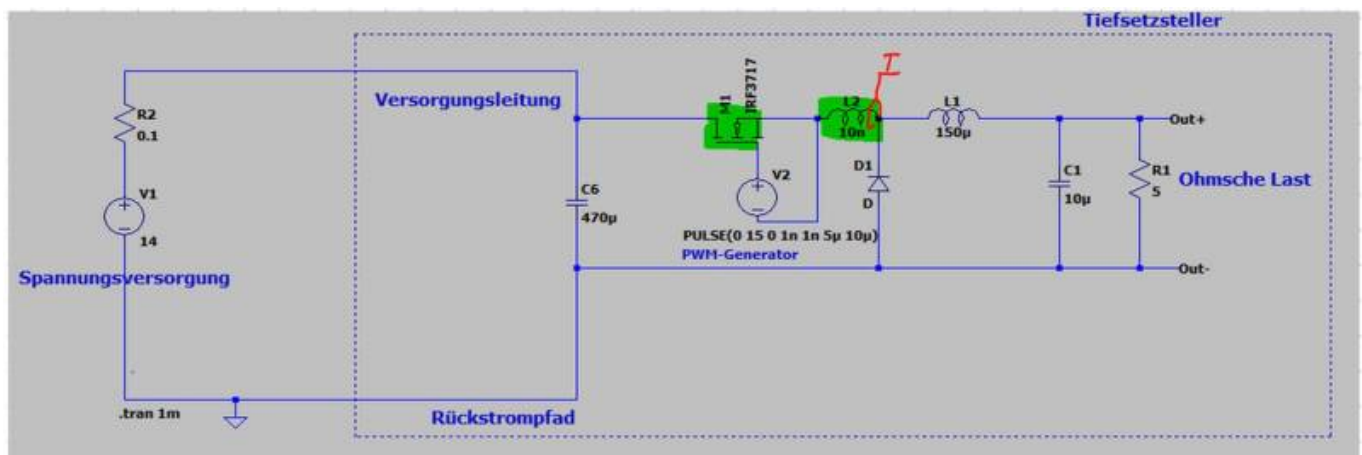 Tiefsetzsteller
R2
0.1
Versorgungsleitung
M1
IRF3717
I
L2
10n
L1
150µ
Out+
V1
14
C6
470µ
V2
D1
D
C1
10µ
R1
5
Ohmsche Last
PULSE(0 15 0 1n 1n 5µ 10µ)
PWM-Generator
Spannungsversorgung
Out-
.tran 1m
Rückstrompfad